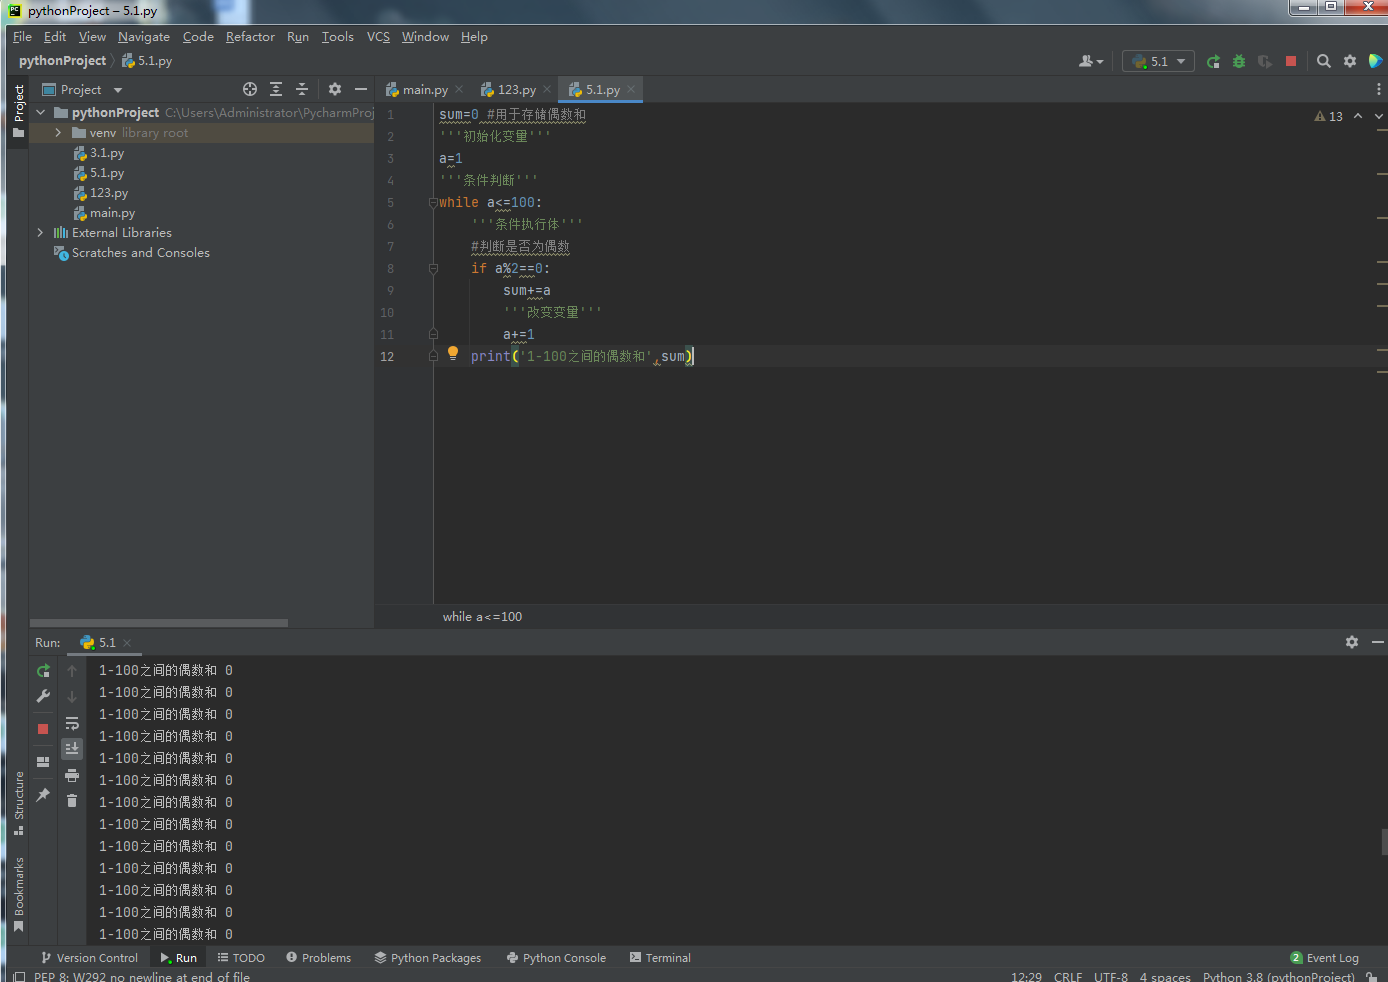 pythonProject – 5.1.py
File Edit View Navigate Code Refactor Run Tools VCS Window Help
pythonProject 5.1.py
5.1
Project
Project
main.py 123.py 5.1.py
pythonProject C:\Users\Administrator\PycharmProj
venv library root
3.1.py
5.1.py
123.py
main.py
External Libraries
Scratches and Consoles
13
1 sum=0 #用于存储偶数和
2 '''初始化变量'''
3 a=1
4 '''条件判断'''
5 while a<=100:
6 '''条件执行体'''
7 #判断是否为偶数
8 if a%2==0:
9 sum+=a
10 '''改变变量'''
11 a+=1
12 print('1-100之间的偶数和',sum)
while a<=100
Run: 5.1
1-100之间的偶数和 0
1-100之间的偶数和 0
1-100之间的偶数和 0
1-100之间的偶数和 0
1-100之间的偶数和 0
1-100之间的偶数和 0
1-100之间的偶数和 0
1-100之间的偶数和 0
1-100之间的偶数和 0
1-100之间的偶数和 0
1-100之间的偶数和 0
1-100之间的偶数和 0
1-100之间的偶数和 0
Structure
Bookmarks
Version Control Run TODO Problems Python Packages Python Console Terminal 2 Event Log
PEP 8: W292 no newline at end of file 12:29 CRLF UTF-8 4 spaces Python 3.8 (pythonProject)